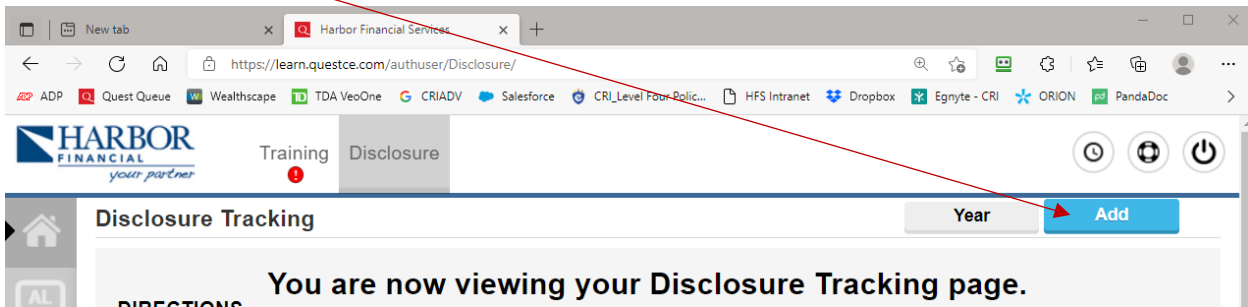 New tab
Harbor Financial Services
https://learn.questce.com/authuser/Disclosure/
ADP Quest Queue Wealthscape TDA VeoOne CRIADV Salesforce CRI_Level Four Polic... HFS Intranet Dropbox Egnyte - CRI ORION PandaDoc
HARBOR
FINANCIAL
your partner
Training Disclosure
Disclosure Tracking Year Add
You are now viewing your Disclosure Tracking page.
AL DIRECTIONS